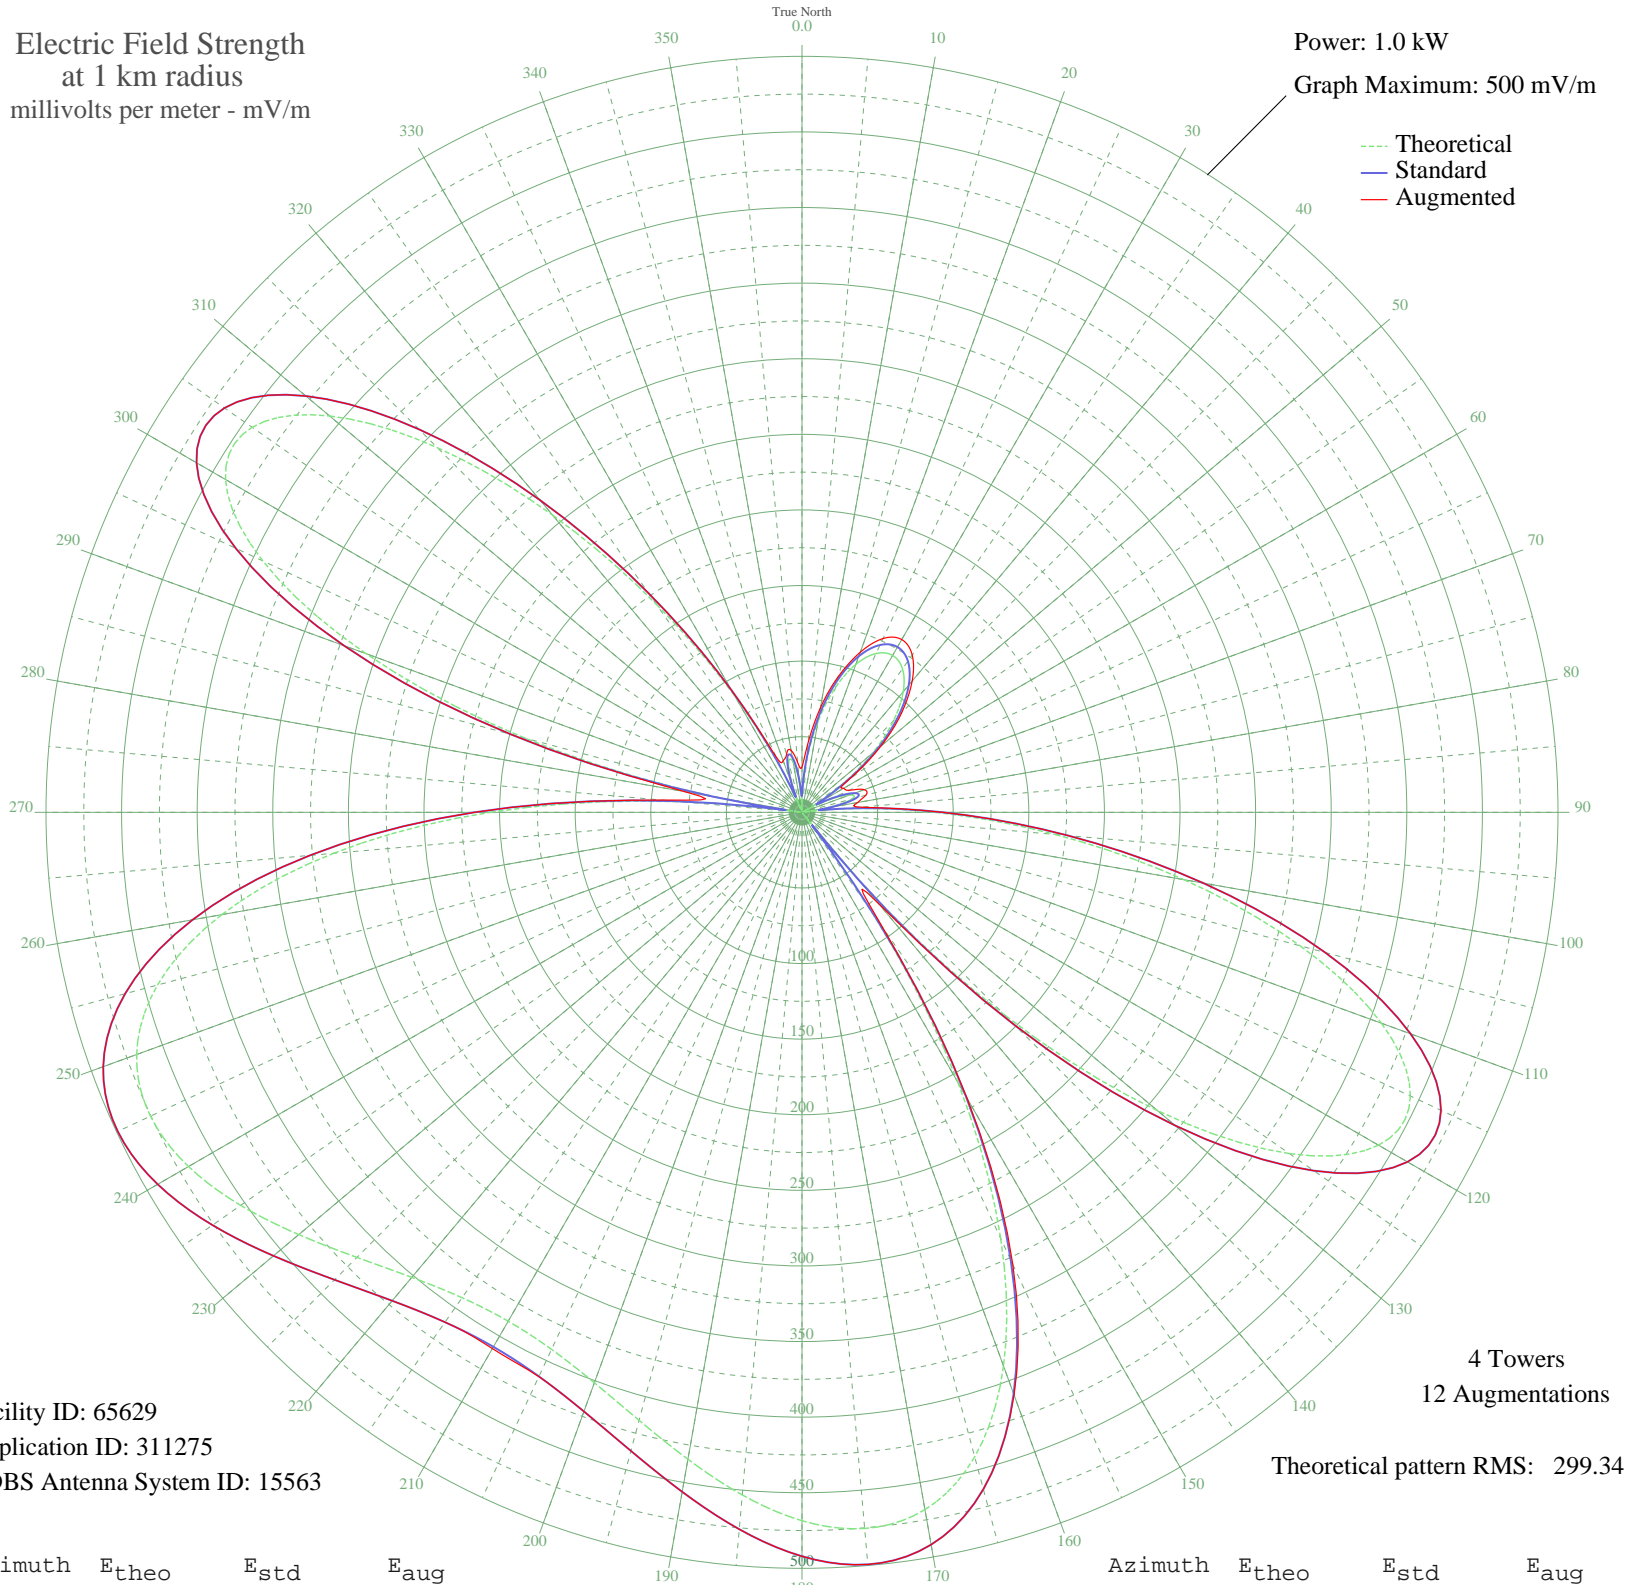 True North
0.0
Electric Field Strength
at 1 km radius
millivolts per meter - mV/m
Power: 1.0 kW
Graph Maximum: 500 mV/m
Theoretical
Standard
Augmented
10
20
30
40
50
60
70
80
90
100
110
120
130
140
150
160
170
180
190
200
210
220
230
240
250
260
270
280
290
300
310
320
330
340
350
100
150
200
250
300
350
400
450
500
4 Towers
12 Augmentations
Theoretical pattern RMS: 299.34
cility ID: 65629
plication ID: 311275
DBS Antenna System ID: 15563
imuth Etheo Estd Eaug
Azimuth Etheo Estd Eaug